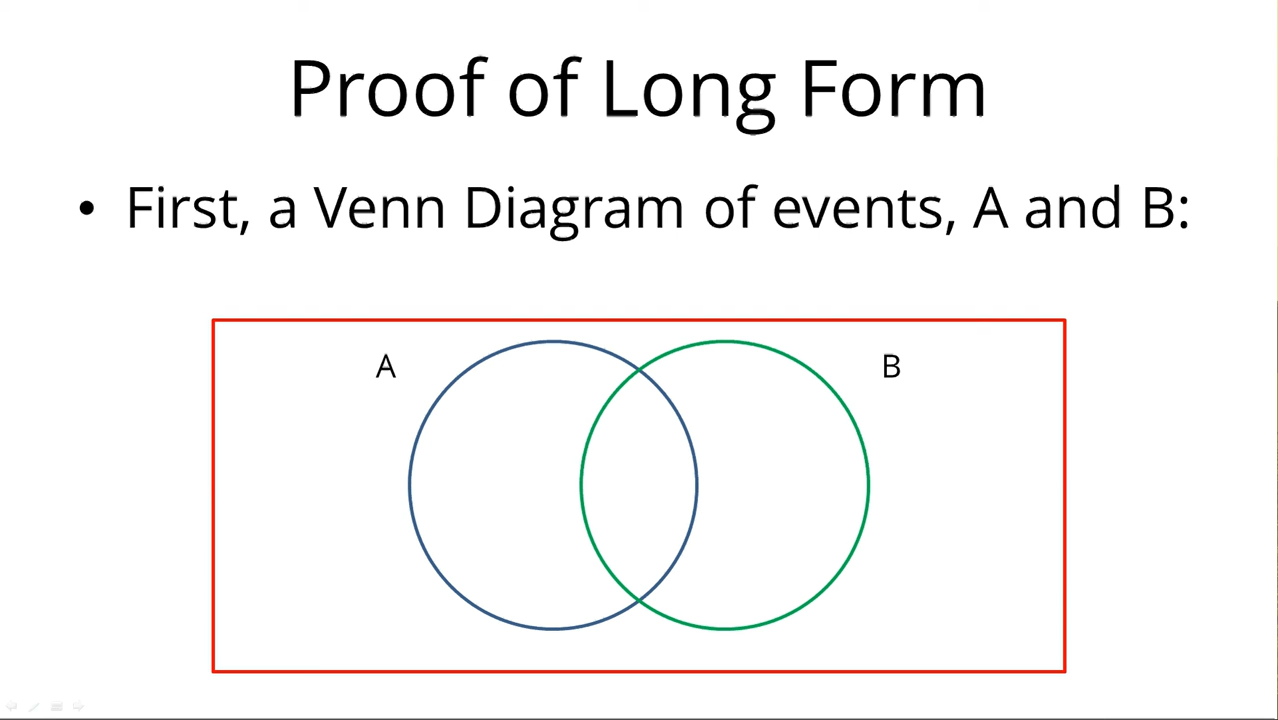 Proof of Long Form
• First, a Venn Diagram of events, A and B:
A
B